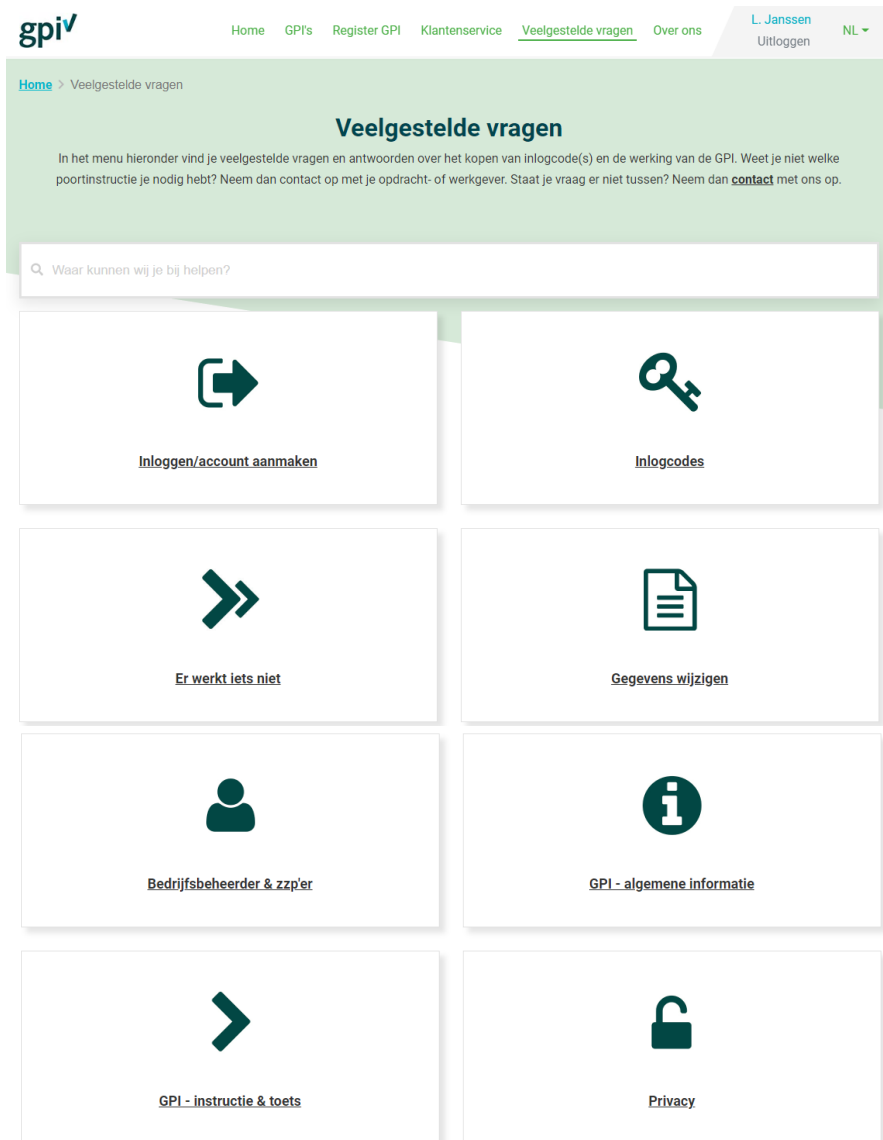 gpi
Home GPI's Register GPI Klantenservice Veelgestelde vragen Over ons
L. Janssen
Uitloggen
NL
Home > Veelgestelde vragen
Veelgestelde vragen
In het menu hieronder vind je veelgestelde vragen en antwoorden over het kopen van inlogcode(s) en de werking van de GPI. Weet je niet welke
poortinstructie je nodig hebt? Neem dan contact op met je opdracht- of werkgever. Staat je vraag er niet tussen? Neem dan contact met ons op.
Waar kunnen wij je bij helpen?
Inloggen/account aanmaken
Inlogcodes
Er werkt iets niet
Gegevens wijzigen
Bedrijfsbeheerder & zzp'er
GPI - algemene informatie
GPI - instructie & toets
Privacy